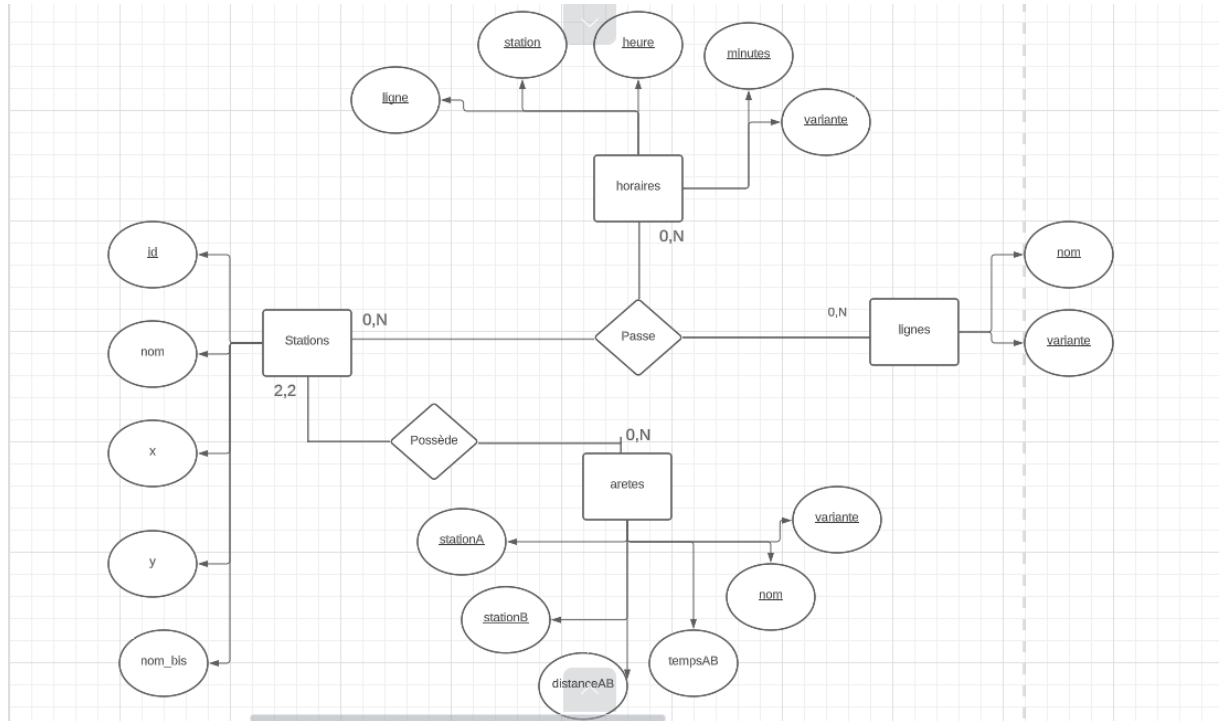 station
heure
minutes
ligne
variante
horaires
0,N
id
nom
Stations
0,N
Passe
0,N
lignes
nom
variante
nom
2,2
Possède
0,N
aretes
x
variante
stationA
y
nom
stationB
nom_bis
tempsAB
distanceAB